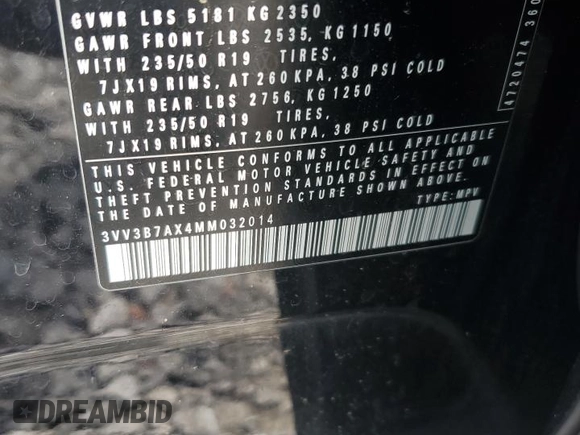 GVWR LBS 5181 KG 2350
GAWR FRONT LBS 2535, KG 1150
WITH 235/50 R19 TIRES,
7JX19 RIMS, AT 260 KPA, 38 PSI COLD
GAWR REAR LBS 2756, KG 1250
WITH 235/50 R19 TIRES,
7JX19 RIMS, AT 260 KPA, 38 PSI COLD
THIS VEHICLE CONFORMS TO ALL APPLICABLE
U.S. FEDERAL MOTOR VEHICLE SAFETY AND
THEFT PREVENTION STANDARDS IN EFFECT ON
THE DATE OF MANUFACTURE SHOWN ABOVE.
TYPE: MPV
3VV3B7AX4MM032014
4720474 360
DREAMBID